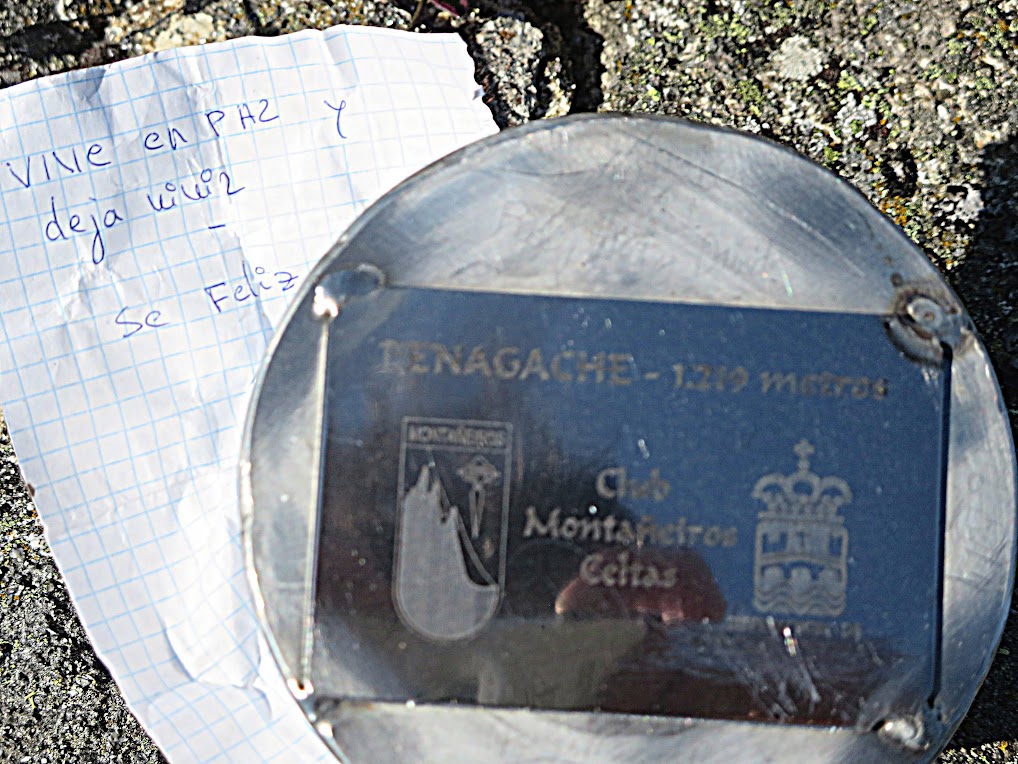 VIVe en PAZ Y
deja vivir
Se Feliz
PENAGACHE - 1.219 metros
MONTAÑEIROS
Club
Montañeiros
Celtas